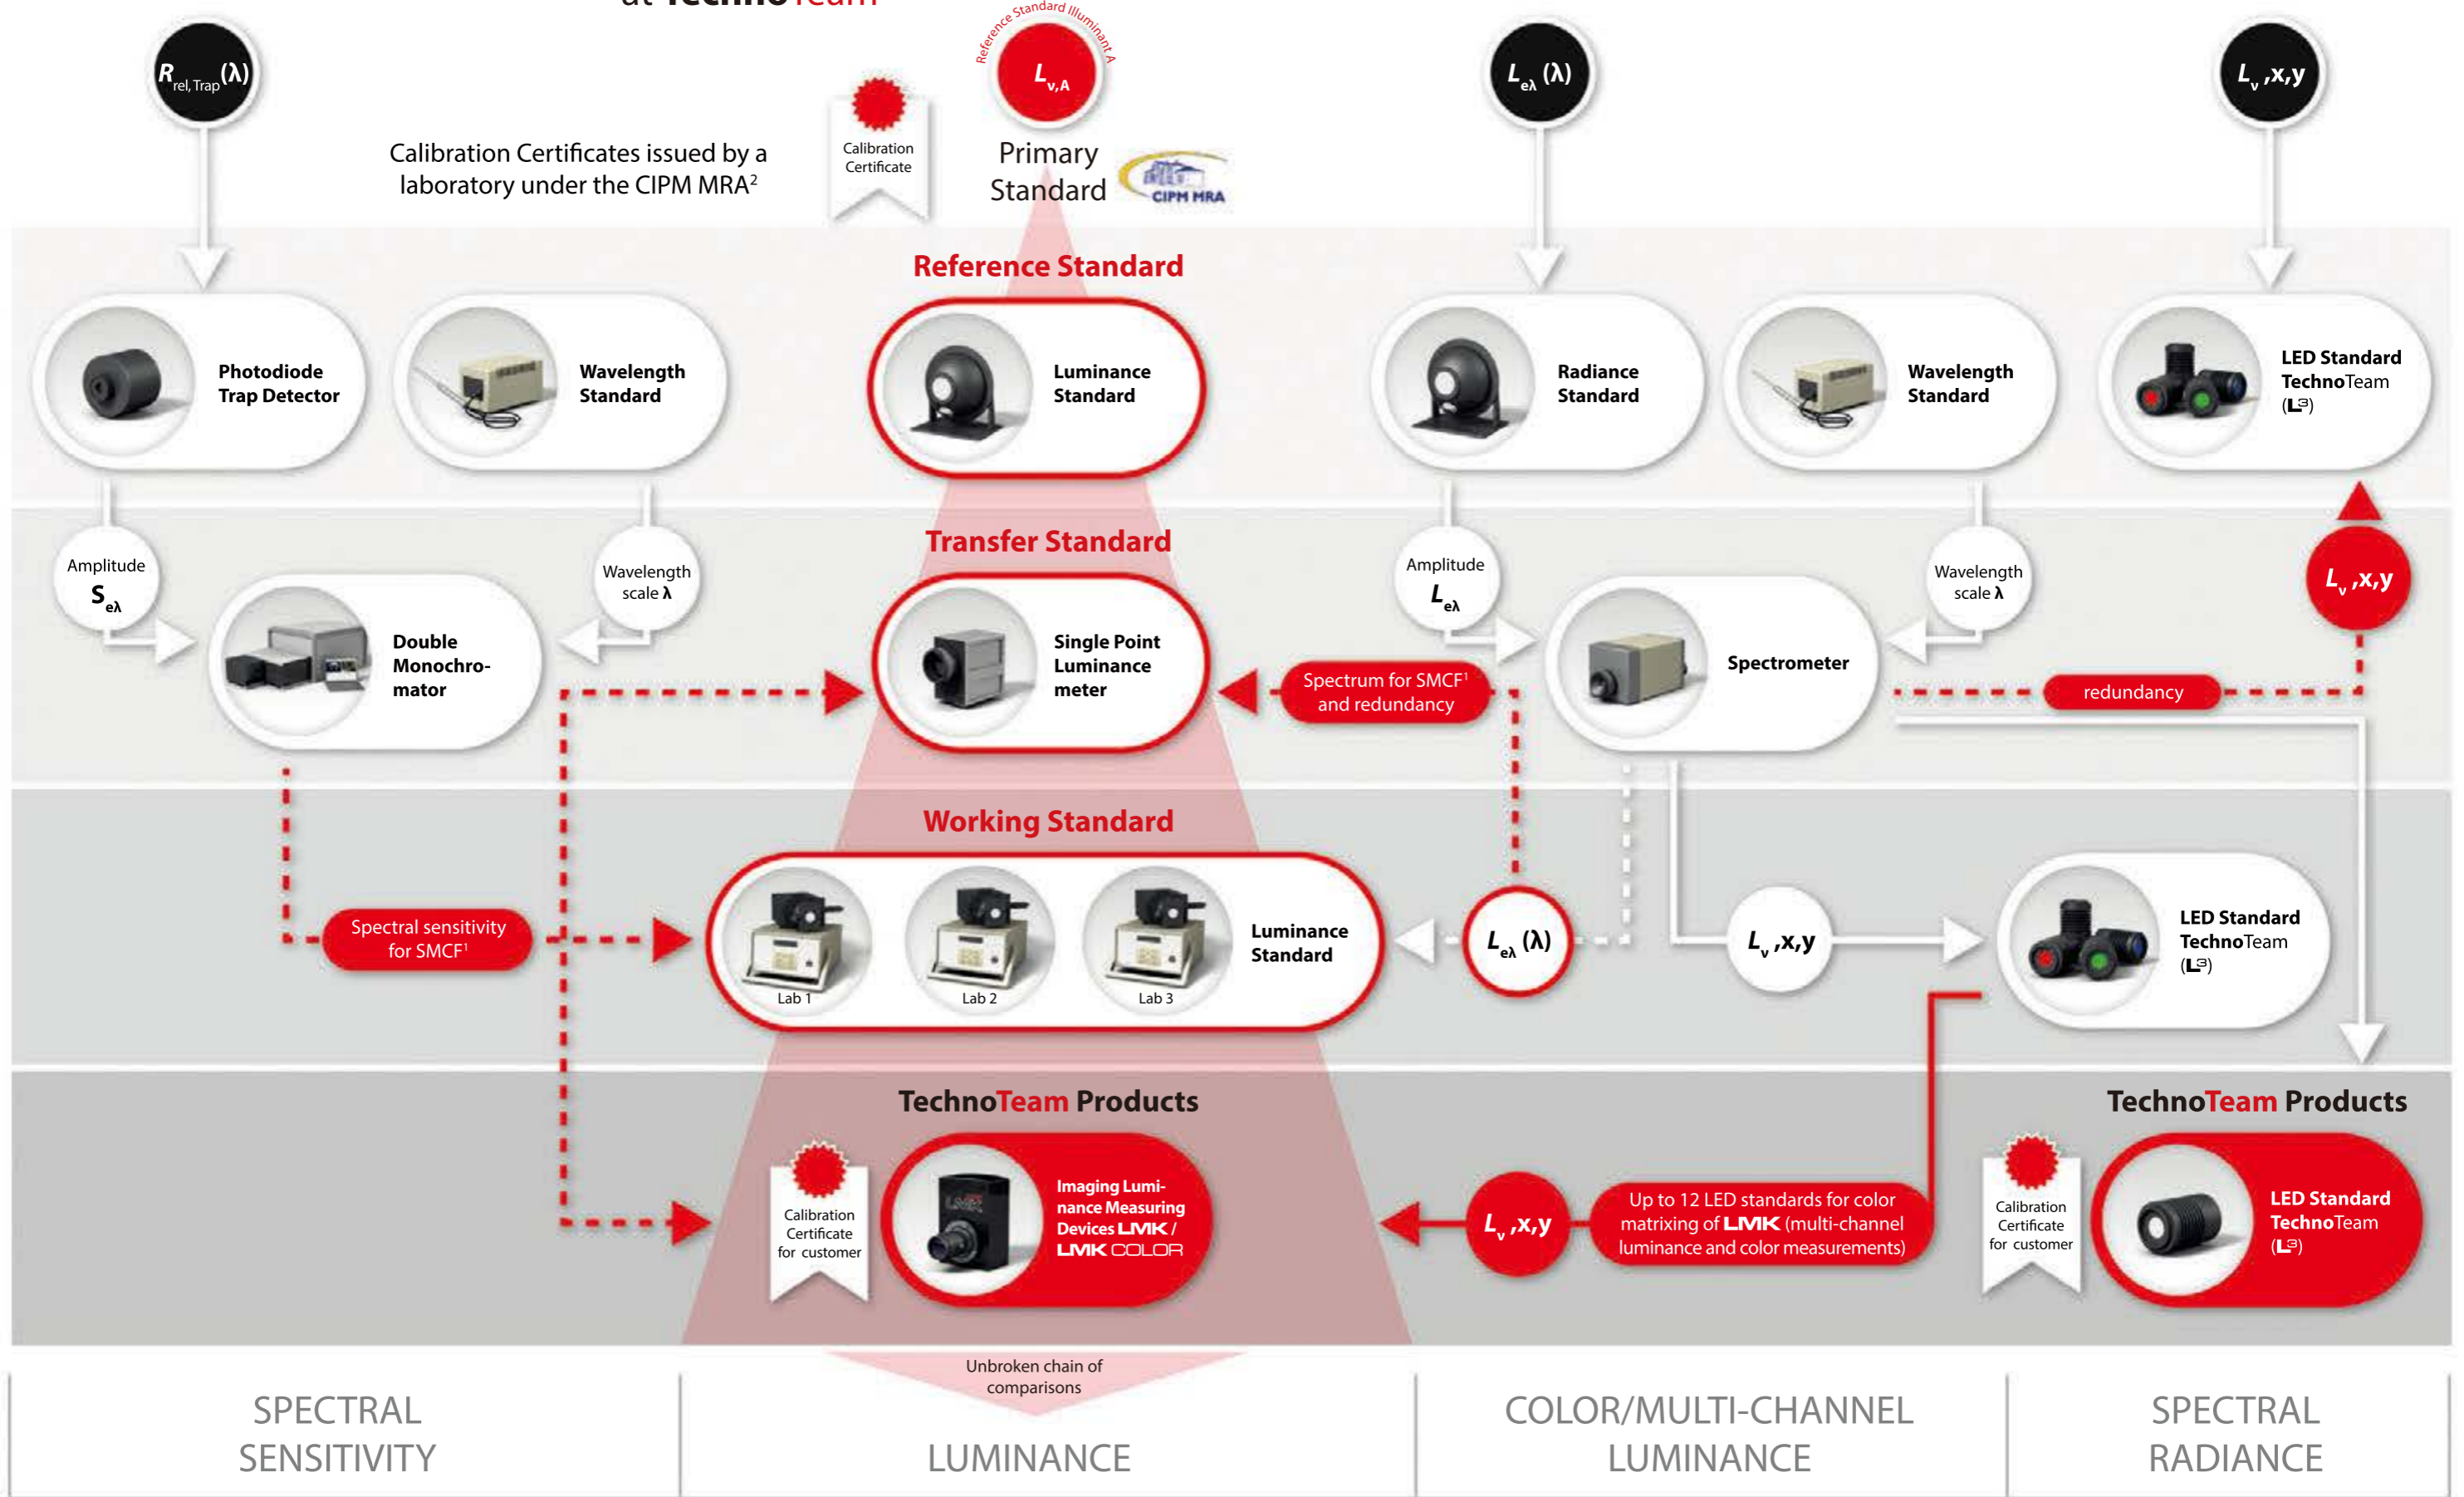 at TechnoTeam
Reference Standard Illuminant A
R rel, Trap (λ)
L v,A
L eλ (λ)
L v ,x,y
Calibration Certificates issued by a
laboratory under the CIPM MRA²
Calibration
Certificate
Primary
Standard
CIPM MRA
Reference Standard
Photodiode
Trap Detector
Wavelength
Standard
Luminance
Standard
Radiance
Standard
Wavelength
Standard
LED Standard
TechnoTeam
(L³)
Transfer Standard
Amplitude
S eλ
Wavelength
scale λ
Amplitude
L eλ
Wavelength
scale λ
L v ,x,y
Double
Monochro-
mator
Single Point
Luminance
meter
Spectrum for SMCF¹
and redundancy
Spectrometer
redundancy
Working Standard
Spectral sensitivity
for SMCF¹
Lab 1
Lab 2
Lab 3
Luminance
Standard
L eλ (λ)
L v ,x,y
LED Standard
TechnoTeam
(L³)
TechnoTeam Products
Calibration
Certificate
for customer
LMK
Imaging Lumi-
nance Measuring
Devices LMK /
LMK COLOR
L v ,x,y
Up to 12 LED standards for color
matrixing of LMK (multi-channel
luminance and color measurements)
TechnoTeam Products
Calibration
Certificate
for customer
LED Standard
TechnoTeam
(L³)
Unbroken chain of
comparisons
SPECTRAL
SENSITIVITY
LUMINANCE
COLOR/MULTI-CHANNEL
LUMINANCE
SPECTRAL
RADIANCE